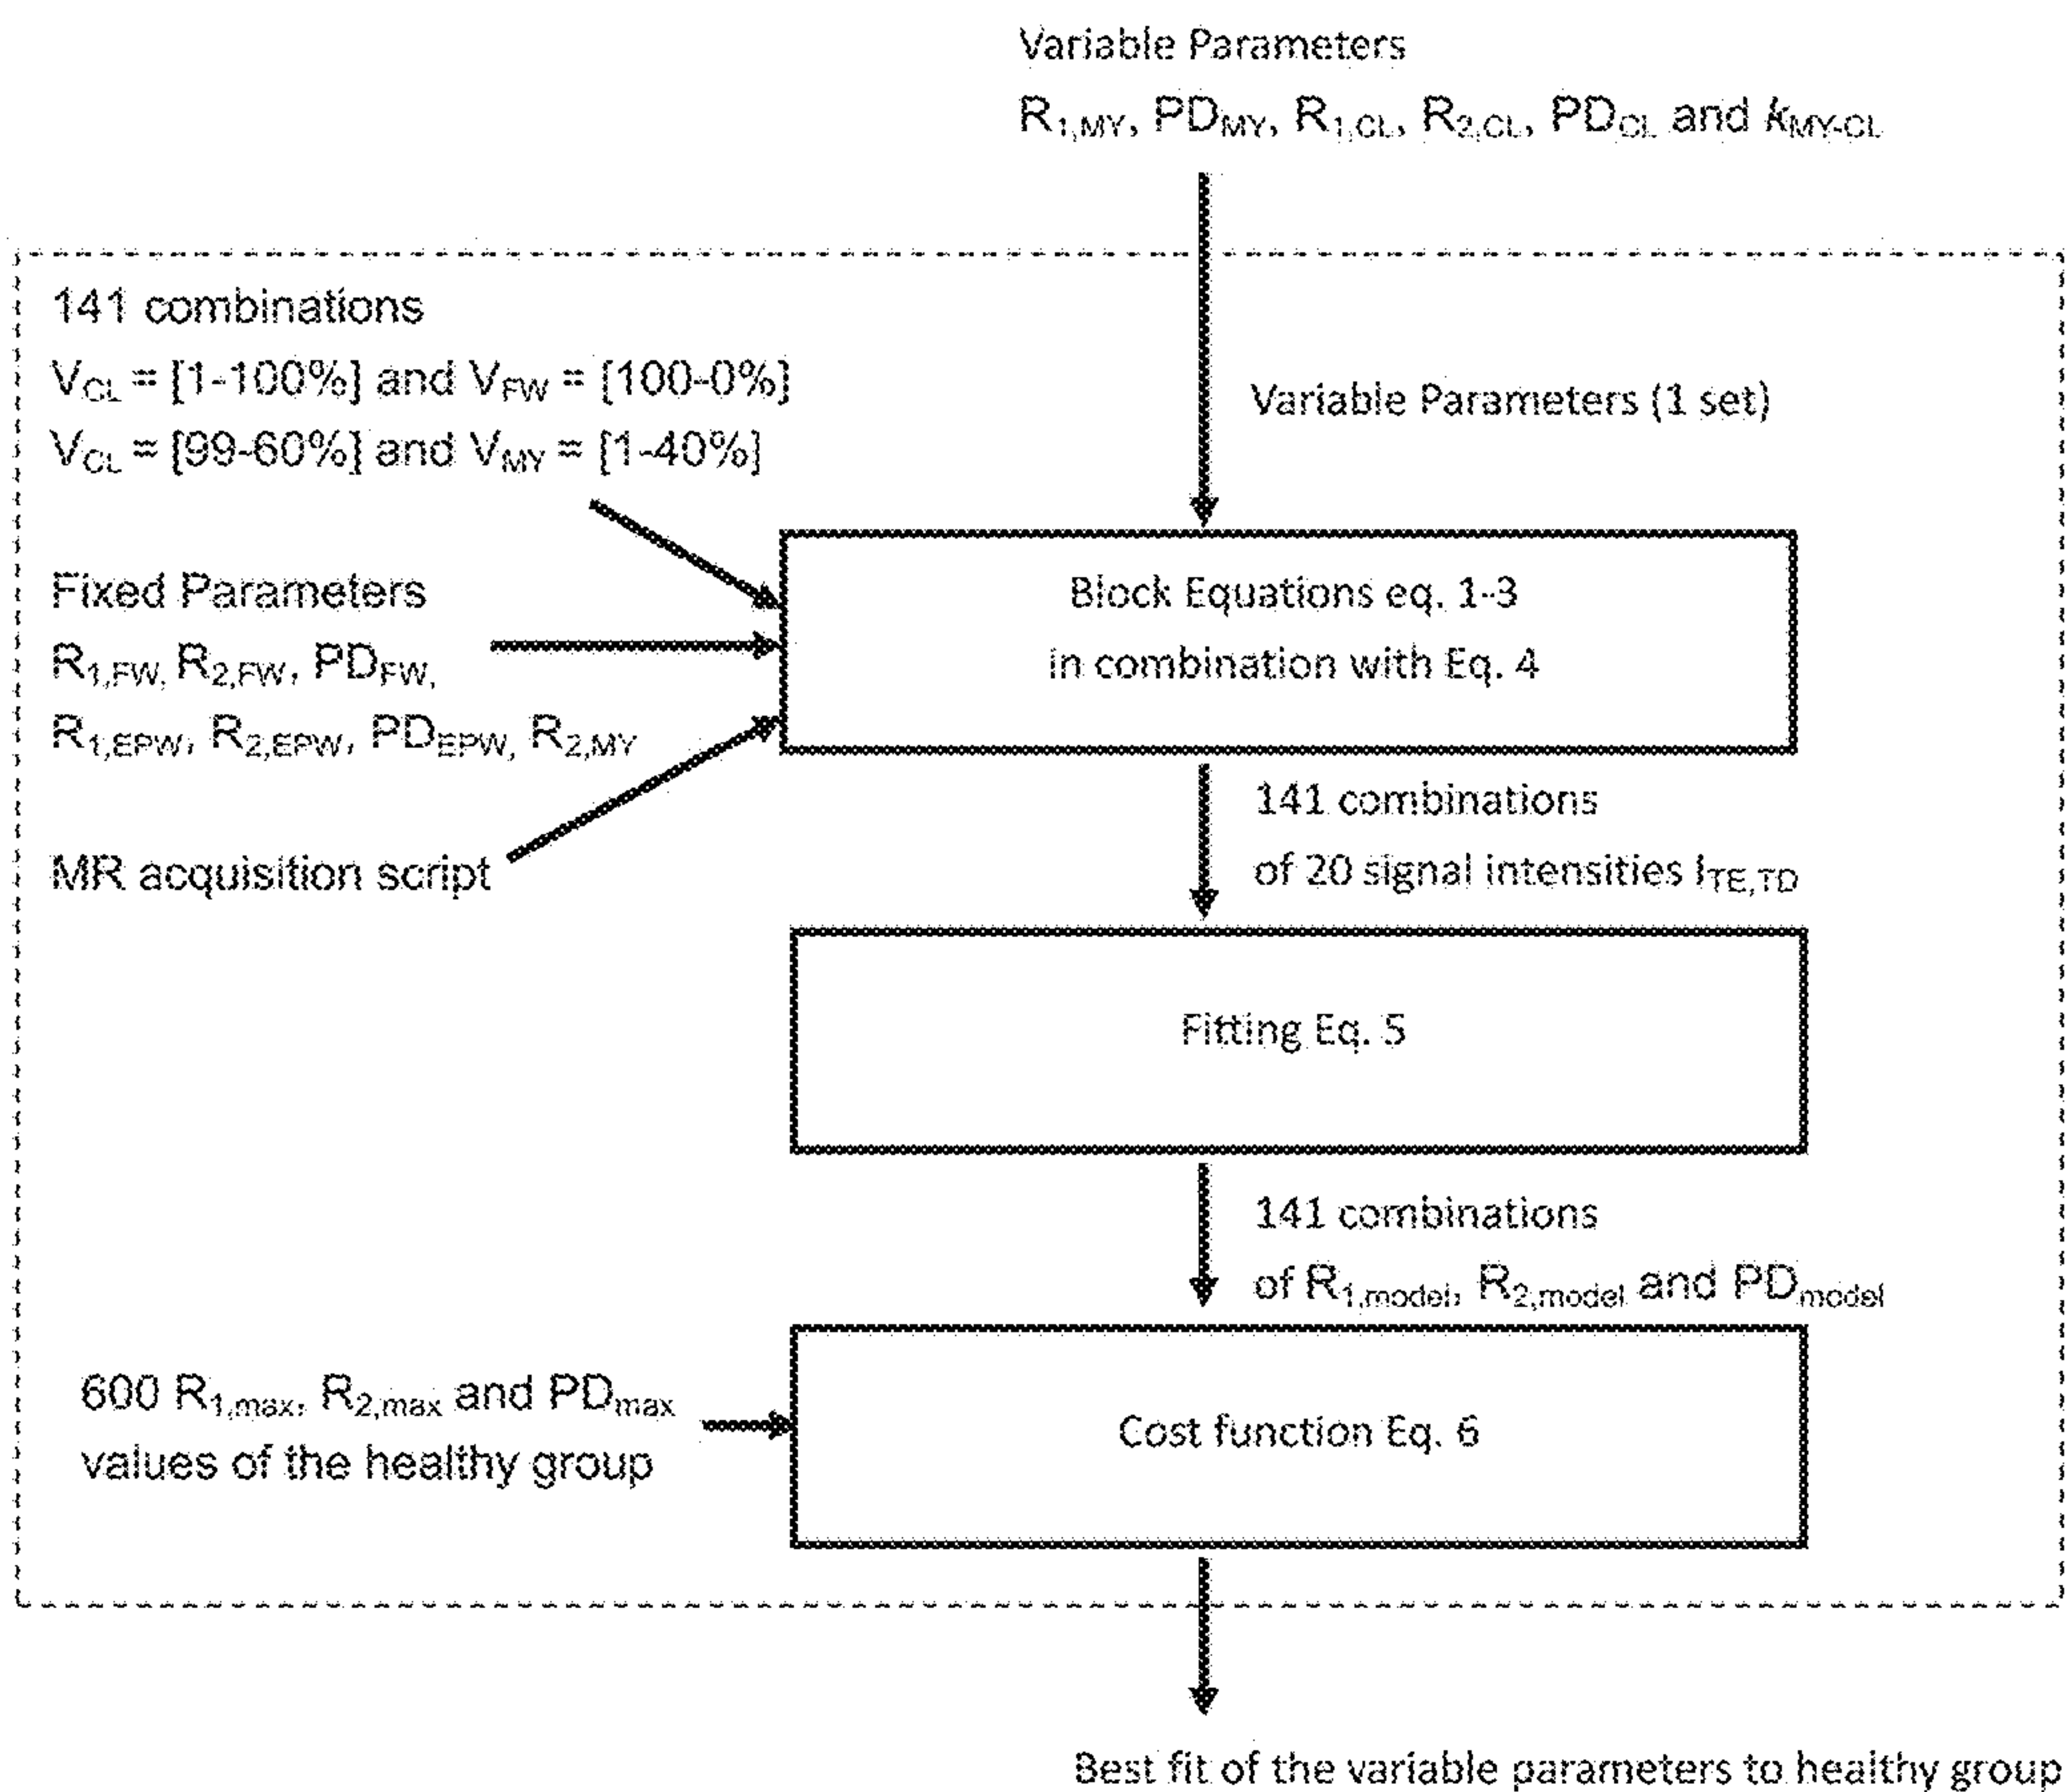 Variable Parameters
R1,MY, PDMY, R1,CL, R2,CL, PDCL and kMY-CL
141 combinations
VCL = [1-100%] and VFW = [100-0%]
VCL = [99-60%] and VMY = [1-40%]
Variable Parameters (1 set)
Fixed Parameters
R1,FW, R2,FW, PDFW,
R1,EPW, R2,EPW, PDEPW, R2,MY
MR acquisition script
Block Equations eq. 1-3
in combination with Eq. 4
141 combinations
of 20 signal intensities ITE,TD
Fitting Eq. 5
141 combinations
of R1,model, R2,model and PDmodel
600 R1,max, R2,max and PDmax
values of the healthy group
Cost function Eq. 6
Best fit of the variable parameters to healthy group